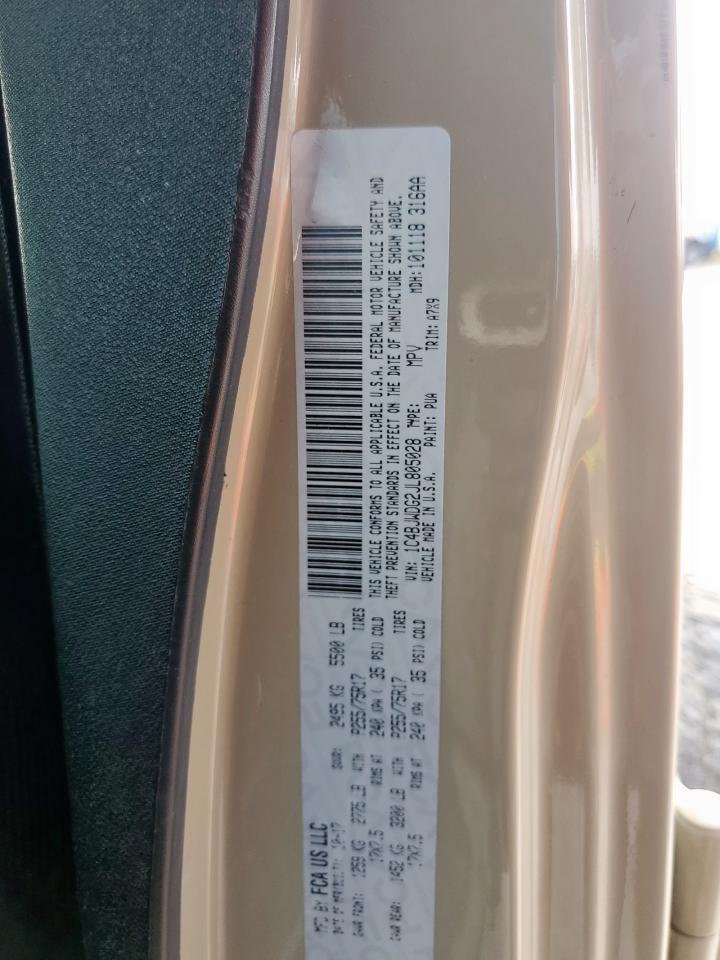 MFD BY FCA US LLC
DATE OF MFR: 10-17 GVWR: 2495 KG 5500 LB
GAWR FRONT: 1259 KG 2775 LB WITH P255/75R17 TIRES
17X7.5 RIMS AT 240 KPA ( 35 PSI) COLD
GAWR REAR: 1452 KG 3200 LB WITH P255/75R17 TIRES
17X7.5 RIMS AT 240 KPA ( 35 PSI) COLD
THIS VEHICLE CONFORMS TO ALL APPLICABLE U.S.A. FEDERAL MOTOR VEHICLE SAFETY AND
THEFT PREVENTION STANDARDS IN EFFECT ON THE DATE OF MANUFACTURE SHOWN ABOVE.
VIN: 1C4BJWDG2JL805028 TYPE: MPV MDH: 101118 316AA
VEHICLE MADE IN U.S.A. PAINT: PUA TRIM: A7X9